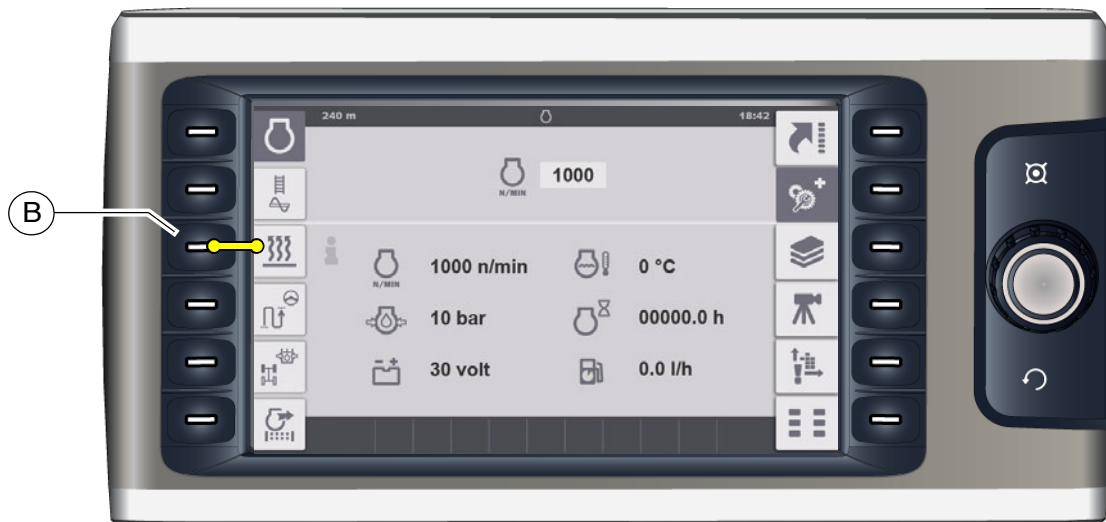 240 m 18:42
N/MIN 1000
B
1000 n/min 0 °C
N/MIN
10 bar 00000.0 h
30 volt 0.0 l/h